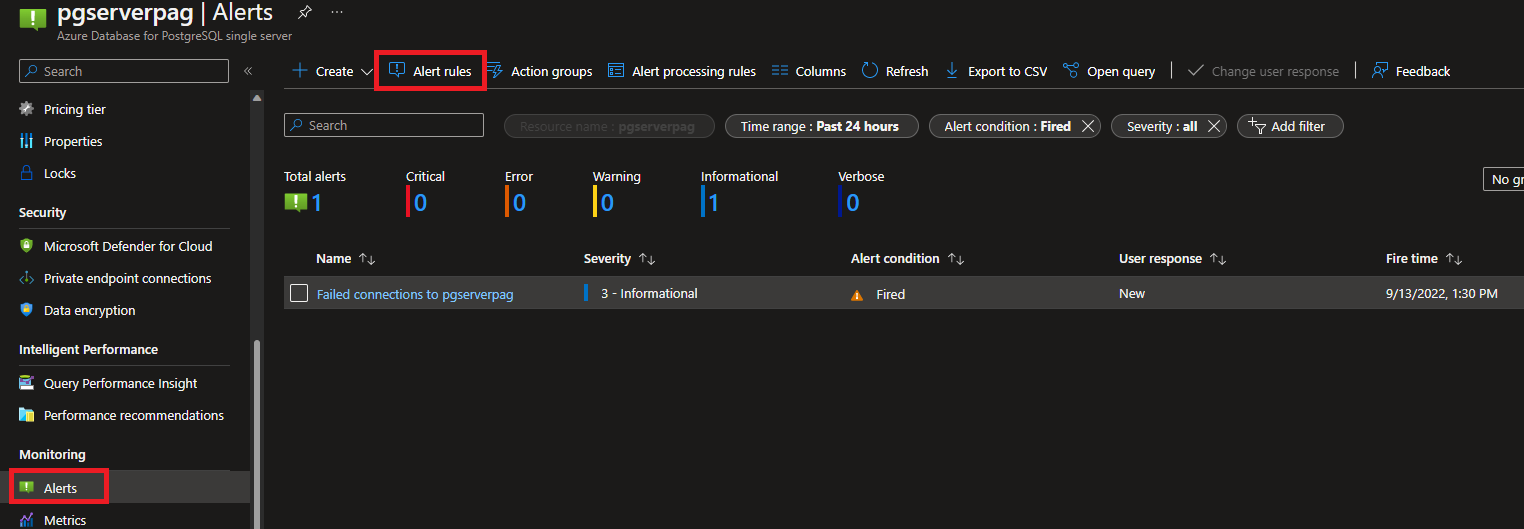 pgserverpag | Alerts
Azure Database for PostgreSQL single server
Search
Pricing tier
Properties
Locks
Security
Microsoft Defender for Cloud
Private endpoint connections
Data encryption
Intelligent Performance
Query Performance Insight
Performance recommendations
Monitoring
Alerts
Metrics
Create Alert rules Action groups Alert processing rules Columns Refresh Export to CSV Open query Change user response Feedback
Search Resource name : pgserverpag Time range : Past 24 hours Alert condition : Fired Severity : all Add filter
Total alerts Critical Error Warning Informational Verbose
1 0 0 0 1 0
No gr
Name Severity Alert condition User response Fire time
Failed connections to pgserverpag 3 - Informational Fired New 9/13/2022, 1:30 PM